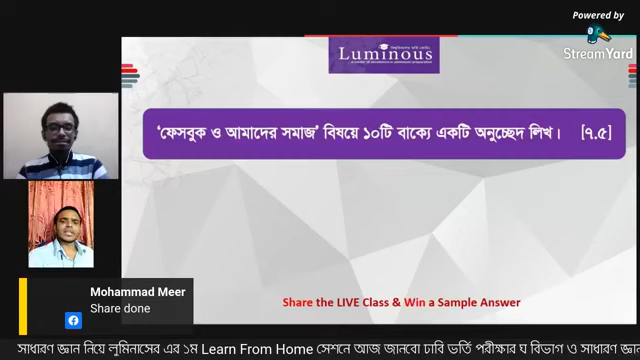 Powered by
StreamYard
Luminous
'ফেসবুক ও আমাদের সমাজ' বিষয়ে ১০টি বাক্যে একটি অনুচ্ছেদ লিখ। [৭.৫]
Mohammad Meer
Share done
Share the LIVE Class & Win a Sample Answer
সাধারণ জ্ঞান নিয়ে লুমিনাসের এর ১ম Learn From Home সেশনে আজ জানবো ঢাবি ভর্তি পরীক্ষার ঘ বিভাগ ও সাধারণ জ্ঞান